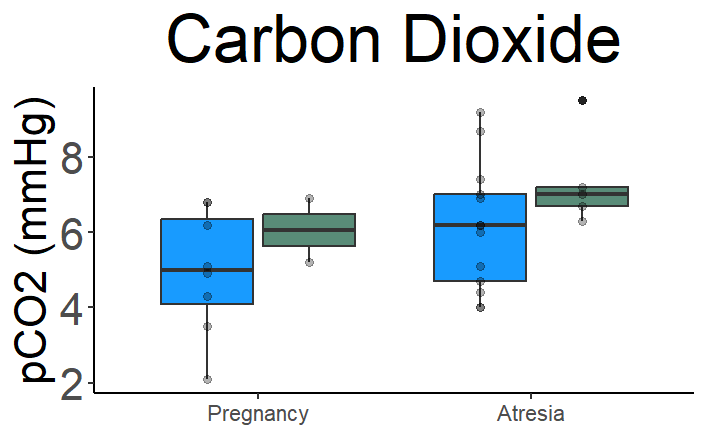 Carbon Dioxide
pCO2 (mmHg)
8
6
4
2
Pregnancy
Atresia